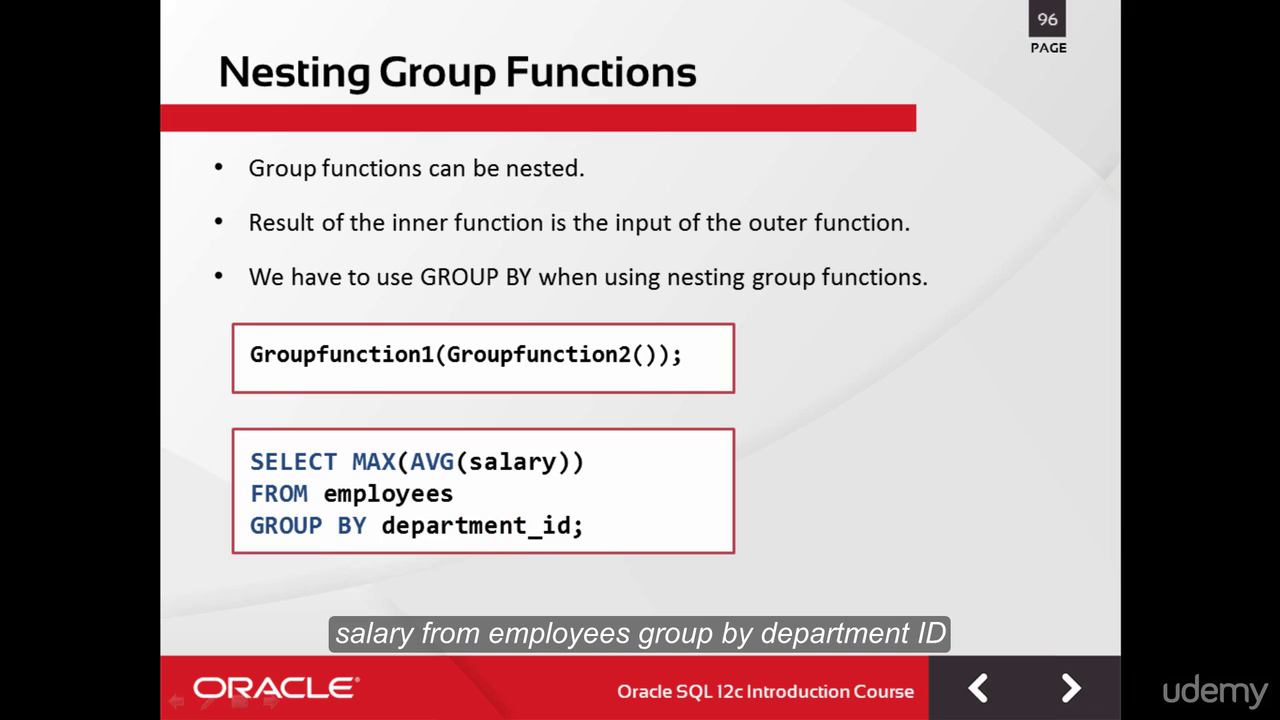 96
PAGE
Nesting Group Functions
• Group functions can be nested.
• Result of the inner function is the input of the outer function.
• We have to use GROUP BY when using nesting group functions.
Groupfunction1(Groupfunction2());
SELECT MAX(AVG(salary))
FROM employees
GROUP BY department_id;
salary from employees group by department ID
ORACLE®
Oracle SQL 12c Introduction Course
udemy